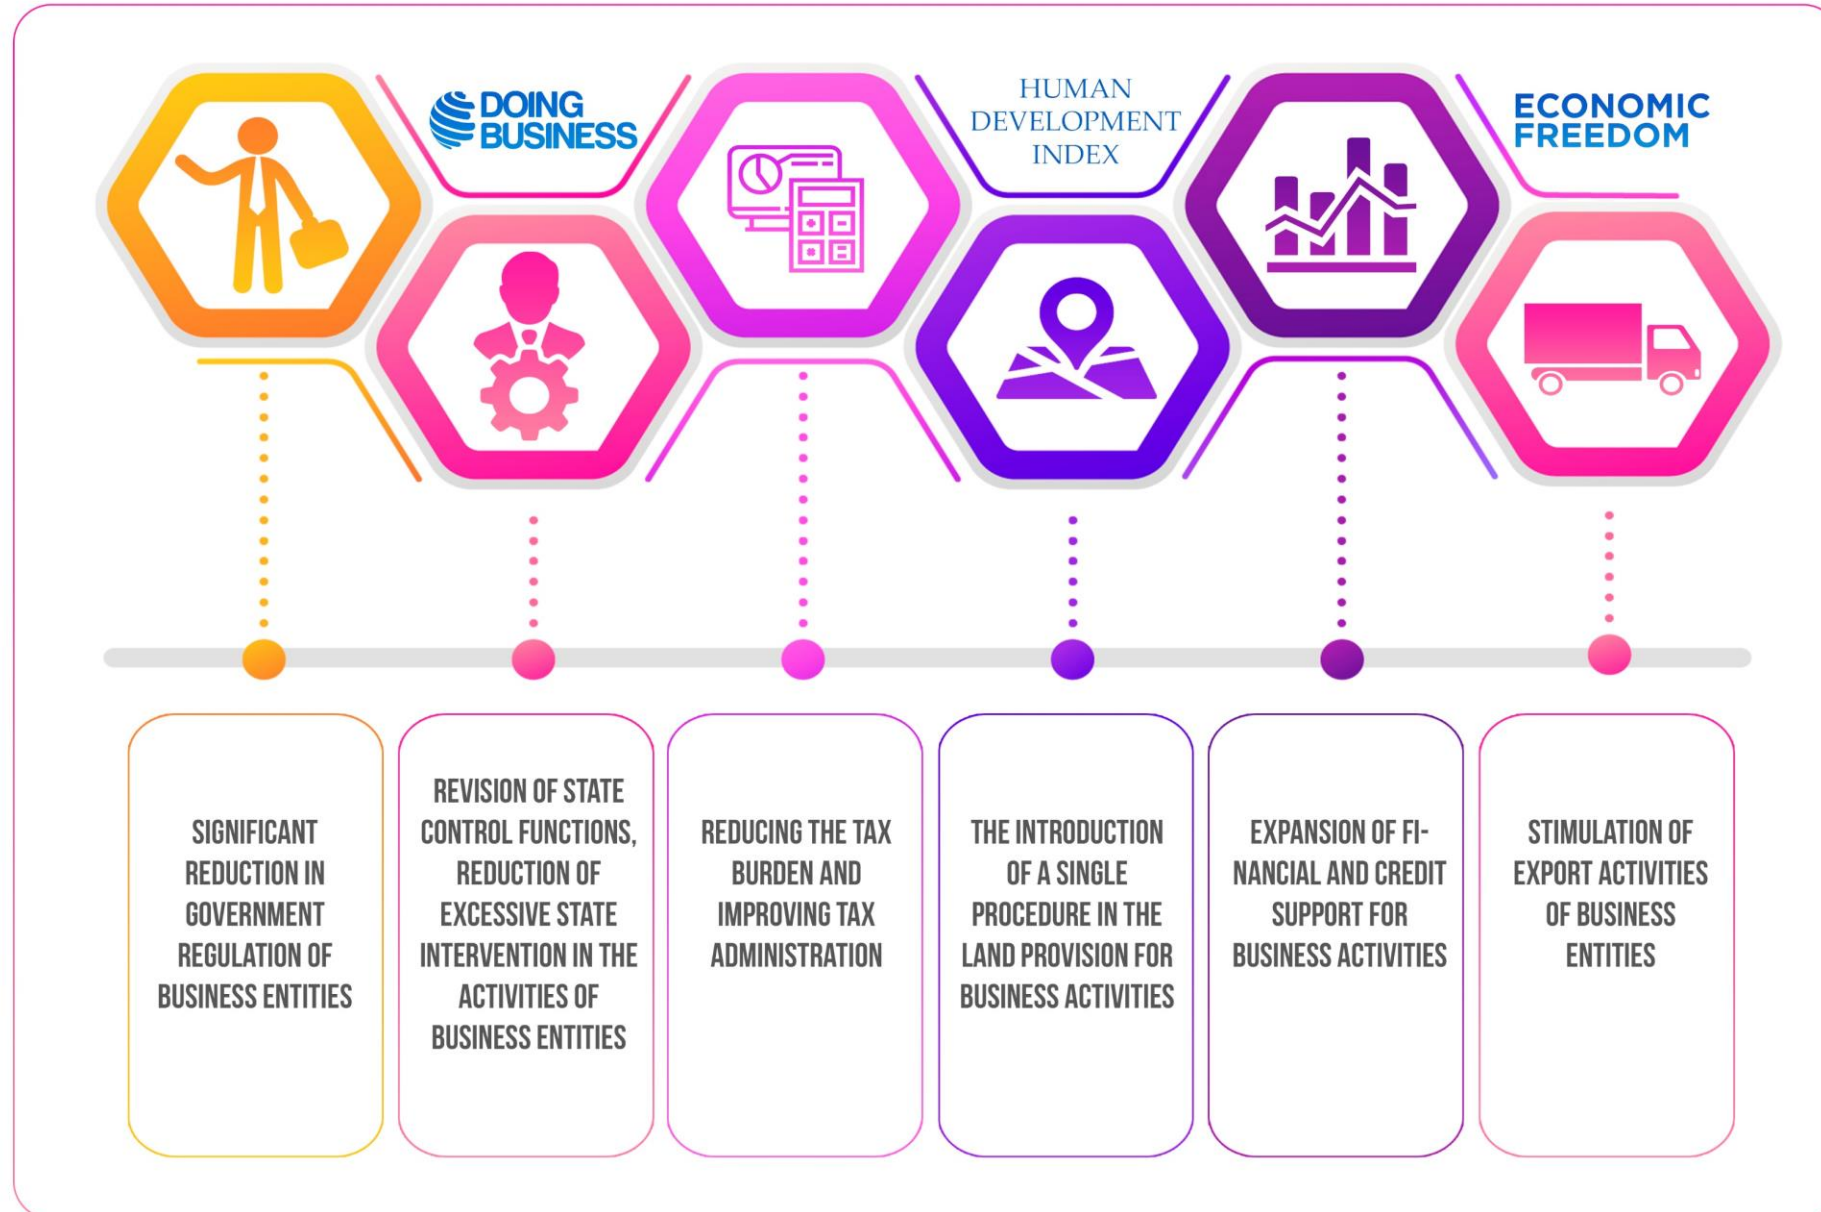 DOING
BUSINESS
HUMAN
DEVELOPMENT
INDEX
ECONOMIC
FREEDOM
SIGNIFICANT
REDUCTION IN
GOVERNMENT
REGULATION OF
BUSINESS ENTITIES
REVISION OF STATE
CONTROL FUNCTIONS,
REDUCTION OF
EXCESSIVE STATE
INTERVENTION IN THE
ACTIVITIES OF
BUSINESS ENTITIES
REDUCING THE TAX
BURDEN AND
IMPROVING TAX
ADMINISTRATION
THE INTRODUCTION
OF A SINGLE
PROCEDURE IN THE
LAND PROVISION FOR
BUSINESS ACTIVITIES
EXPANSION OF FI-
NANCIAL AND CREDIT
SUPPORT FOR
BUSINESS ACTIVITIES
STIMULATION OF
EXPORT ACTIVITIES
OF BUSINESS
ENTITIES